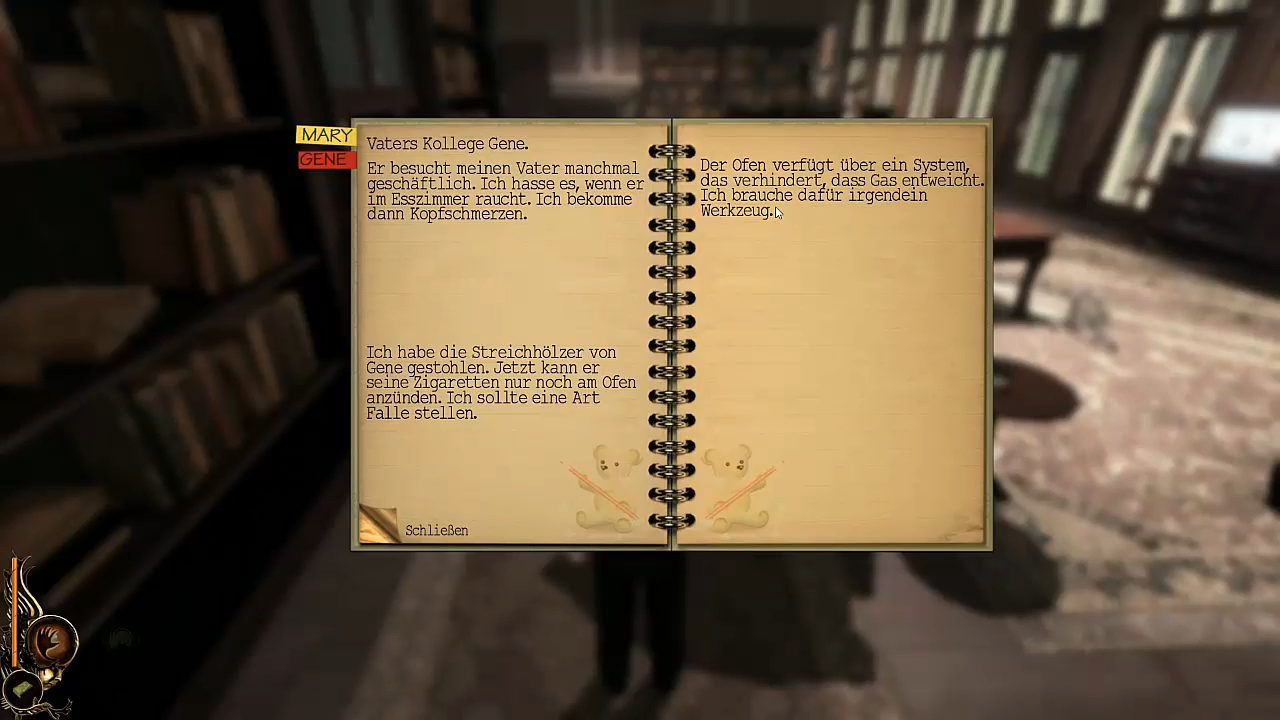 MARY
GENE
Vaters Kollege Gene.
Er besucht meinen Vater manchmal
geschäftlich. Ich hasse es, wenn er
im Esszimmer raucht. Ich bekomme
dann Kopfschmerzen.
Ich habe die Streichhölzer von
Gene gestohlen. Jetzt kann er
seine Zigaretten nur noch am Ofen
anzünden. Ich sollte eine Art
Falle stellen.
Schließen
Der Ofen verfügt über ein System,
das verhindert, dass Gas entweicht.
Ich brauche dafür irgendein
Werkzeug.